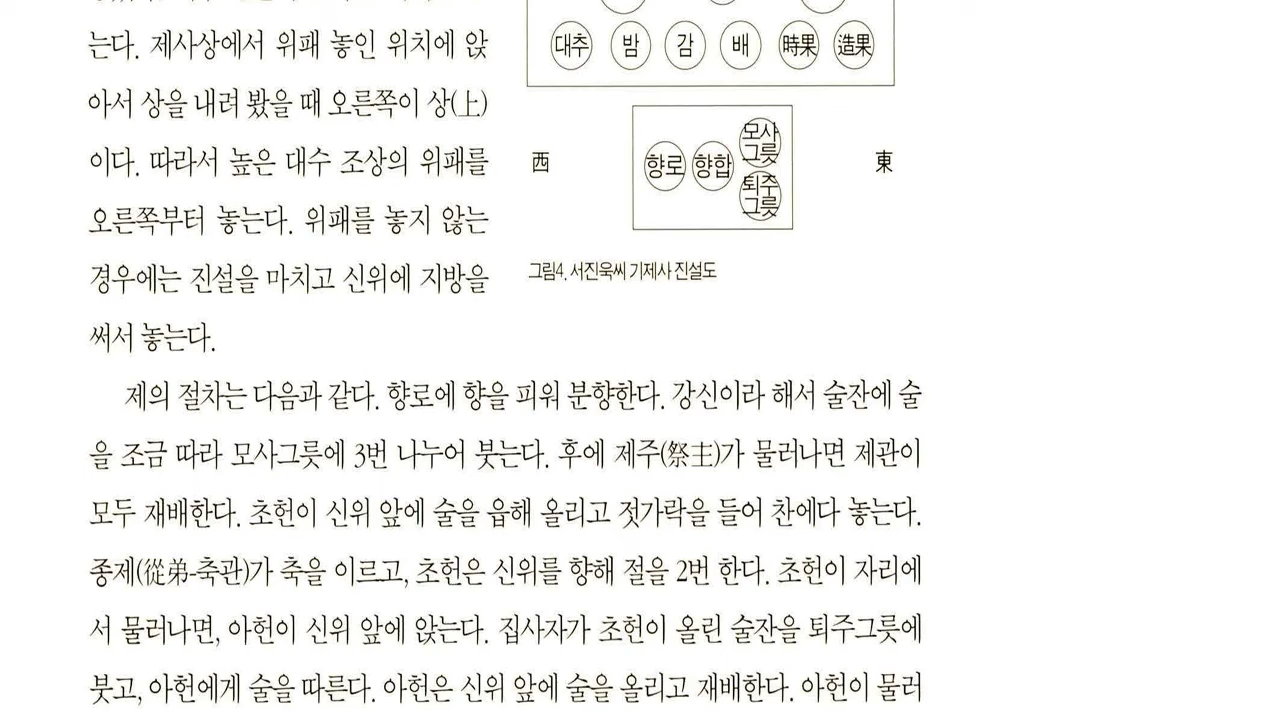 는다. 제사상에서 위패 놓인 위치에 앉
아서 상을 내려 봤을 때 오른쪽이 상(上)
이다. 따라서 높은 대수 조상의 위패를
오른쪽부터 놓는다. 위패를 놓지 않는
경우에는 진설을 마치고 신위에 지방을
써서 놓는다.
대추 밤 감 배 時果 造果
西
향로 향합
모사
그릇
퇴주
그릇
東
그림4. 서진욱씨 기제사 진설도
제의 절차는 다음과 같다. 향로에 향을 피워 분향한다. 강신이라 해서 술잔에 술
을 조금 따라 모사그릇에 3번 나누어 붓는다. 후에 제주(祭主)가 물러나면 제관이
모두 재배한다. 초헌이 신위 앞에 술을 읍해 올리고 젓가락을 들어 찬에다 놓는다.
종제(從弟-축관)가 축을 이르고, 초헌은 신위를 향해 절을 2번 한다. 초헌이 자리에
서 물러나면, 아헌이 신위 앞에 앉는다. 집사자가 초헌이 올린 술잔을 퇴주그릇에
붓고, 아헌에게 술을 따른다. 아헌은 신위 앞에 술을 올리고 재배한다. 아헌이 물러